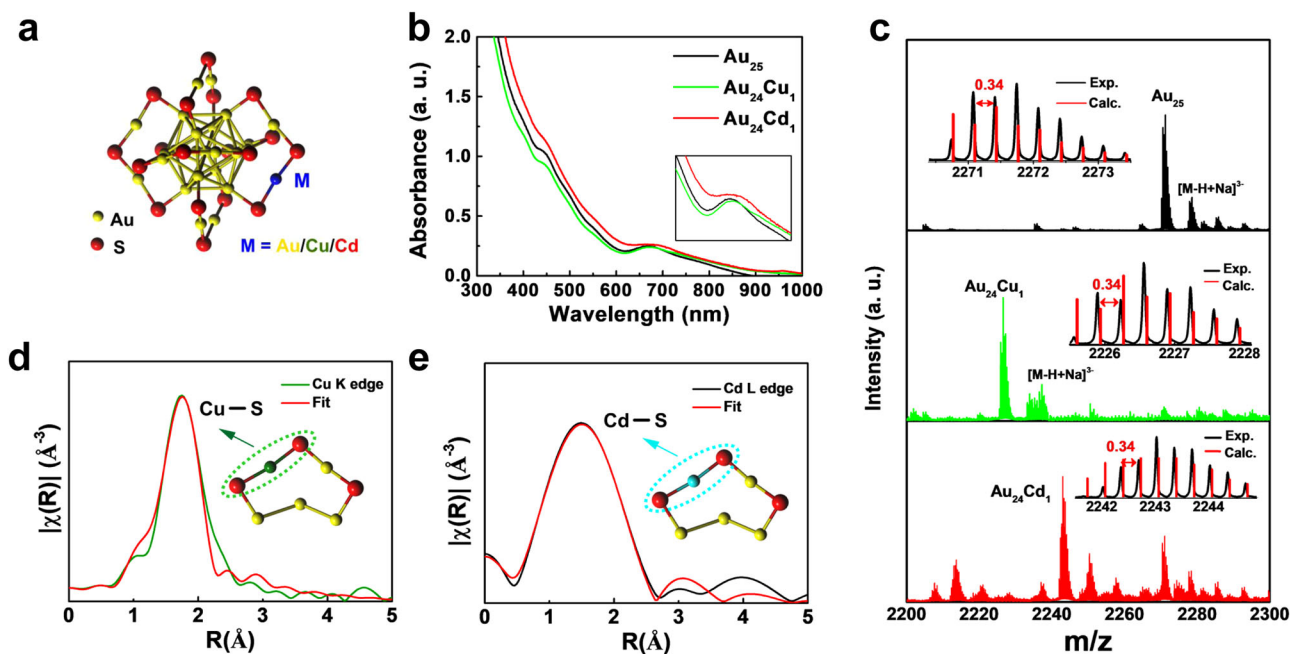 a
M
Au
S
M = Au/Cu/Cd
b
Absorbance (a. u.)
2.0
1.5
1.0
0.5
0.0
Au₂₅
Au₂₄Cu₁
Au₂₄Cd₁
300 400 500 600 700 800 900 1000
Wavelength (nm)
c
Intensity (a. u.)
0.34
Exp.
Calc.
Au₂₅
2271 2272 2273
[M-H+Na]³⁻
Au₂₄Cu₁
0.34
Exp.
Calc.
2226 2227 2228
[M-H+Na]³⁻
Au₂₄Cd₁
0.34
Exp.
Calc.
2242 2243 2244
2200 2220 2240 2260 2280 2300
m/z
d
|χ(R)| (Å⁻³)
Cu K edge
Fit
Cu — S
0 1 2 3 4 5
R(Å)
e
|χ(R)| (Å⁻³)
Cd L edge
Fit
Cd — S
0 1 2 3 4 5
R(Å)